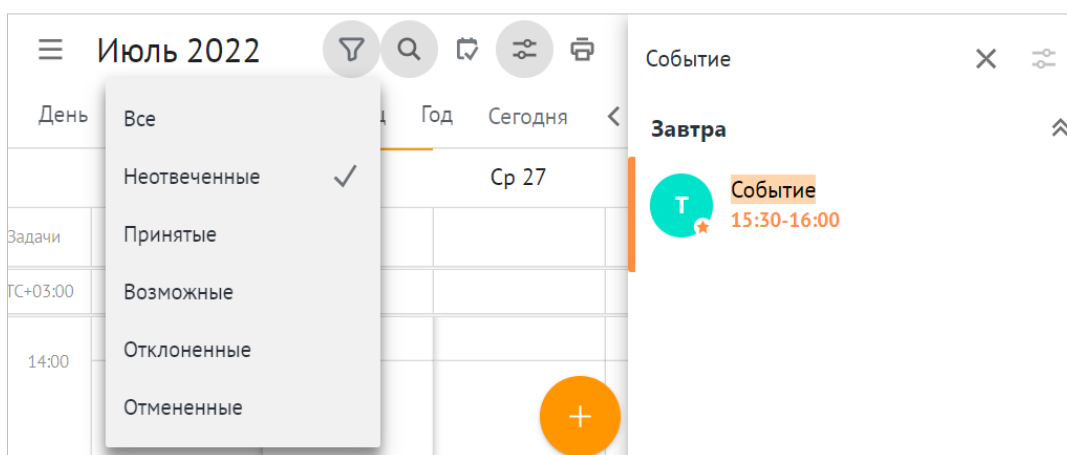 Июль 2022
День
Год
Сегодня
Все
Неотвеченные
Ср 27
Задачи
Принятые
ТС+03:00
Возможные
14:00
Отклоненные
Отмененные
Событие
Завтра
Т
Событие
15:30-16:00